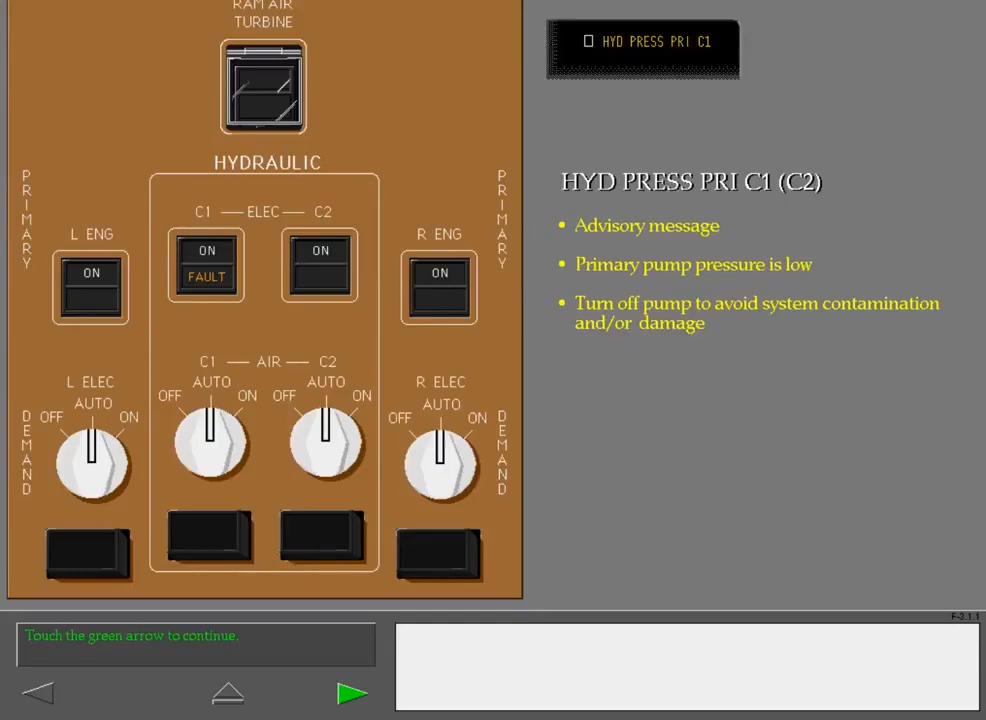 RAM AIR
TURBINE
HYDRAULIC
PRIMARY
PRIMARY
C1 ELEC C2
L ENG
R ENG
ON
FAULT
ON
ON
ON
C1 AIR C2
L ELEC
R ELEC
OFF AUTO ON
OFF AUTO ON
OFF AUTO ON
OFF AUTO ON
DEMAND
DEMAND
HYD PRESS PRI C1
HYD PRESS PRI C1 (C2)
• Advisory message
• Primary pump pressure is low
• Turn off pump to avoid system contamination
and/or damage
F-3.1.1
Touch the green arrow to continue.